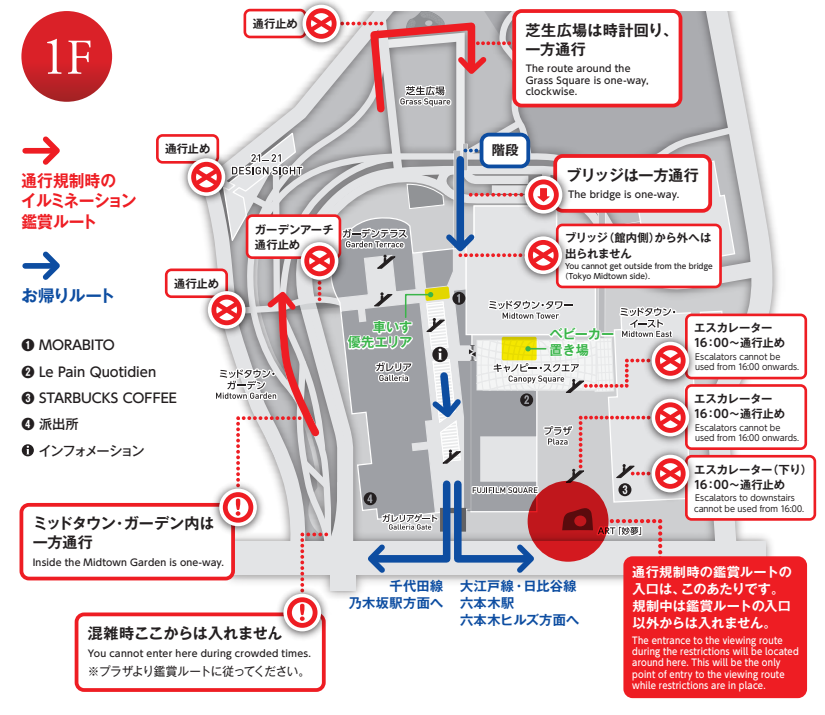 1F
通行規制時の
イルミネーション
鑑賞ルート
お帰りルート
❶ MORABITO
❷ Le Pain Quotidien
❸ STARBUCKS COFFEE
❹ 派出所
i インフォメーション
通行止め
芝生広場は時計回り、
一方通行
The route around the
Grass Square is one-way,
clockwise.
芝生広場
Grass Square
階段
通行止め
21_21
DESIGN SIGHT
ブリッジは一方通行
The bridge is one-way.
ガーデンアーチ
通行止め
ガーデンテラス
Garden Terrace
ブリッジ(館内側)から外へは
出られません
You cannot get outside from the bridge
(Tokyo Midtown side).
通行止め
❶
ミッドタウン・タワー
Midtown Tower
ミッドタウン・
イースト
Midtown East
車いす
優先エリア
ベビーカー
置き場
エスカレーター
16:00〜通行止め
Escalators cannot be
used from 16:00 onwards.
i
ガレリア
Galleria
キャノピー・スクエア
Canopy Square
ミッドタウン・
ガーデン
Midtown Garden
❷
エスカレーター
16:00〜通行止め
Escalators cannot be
used from 16:00 onwards.
プラザ
Plaza
エスカレーター(下り)
16:00〜通行止め
Escalators to downstairs
cannot be used from 16:00.
❸
❹
FUJIFILM SQUARE
ガレリアゲート
Galleria Gate
ART「妙夢」
ミッドタウン・ガーデン内は
一方通行
Inside the Midtown Garden is one-way.
千代田線
乃木坂駅方面へ
大江戸線・日比谷線
六本木駅
六本木ヒルズ方面へ
通行規制時の鑑賞ルートの
入口は、このあたりです。
規制中は鑑賞ルートの入口
以外からは入れません。
The entrance to the viewing route
during the restrictions will be located
around here. This will be the only
point of entry to the viewing route
while restrictions are in place.
混雑時ここからは入れません
You cannot enter here during crowded times.
※プラザより鑑賞ルートに従ってください。